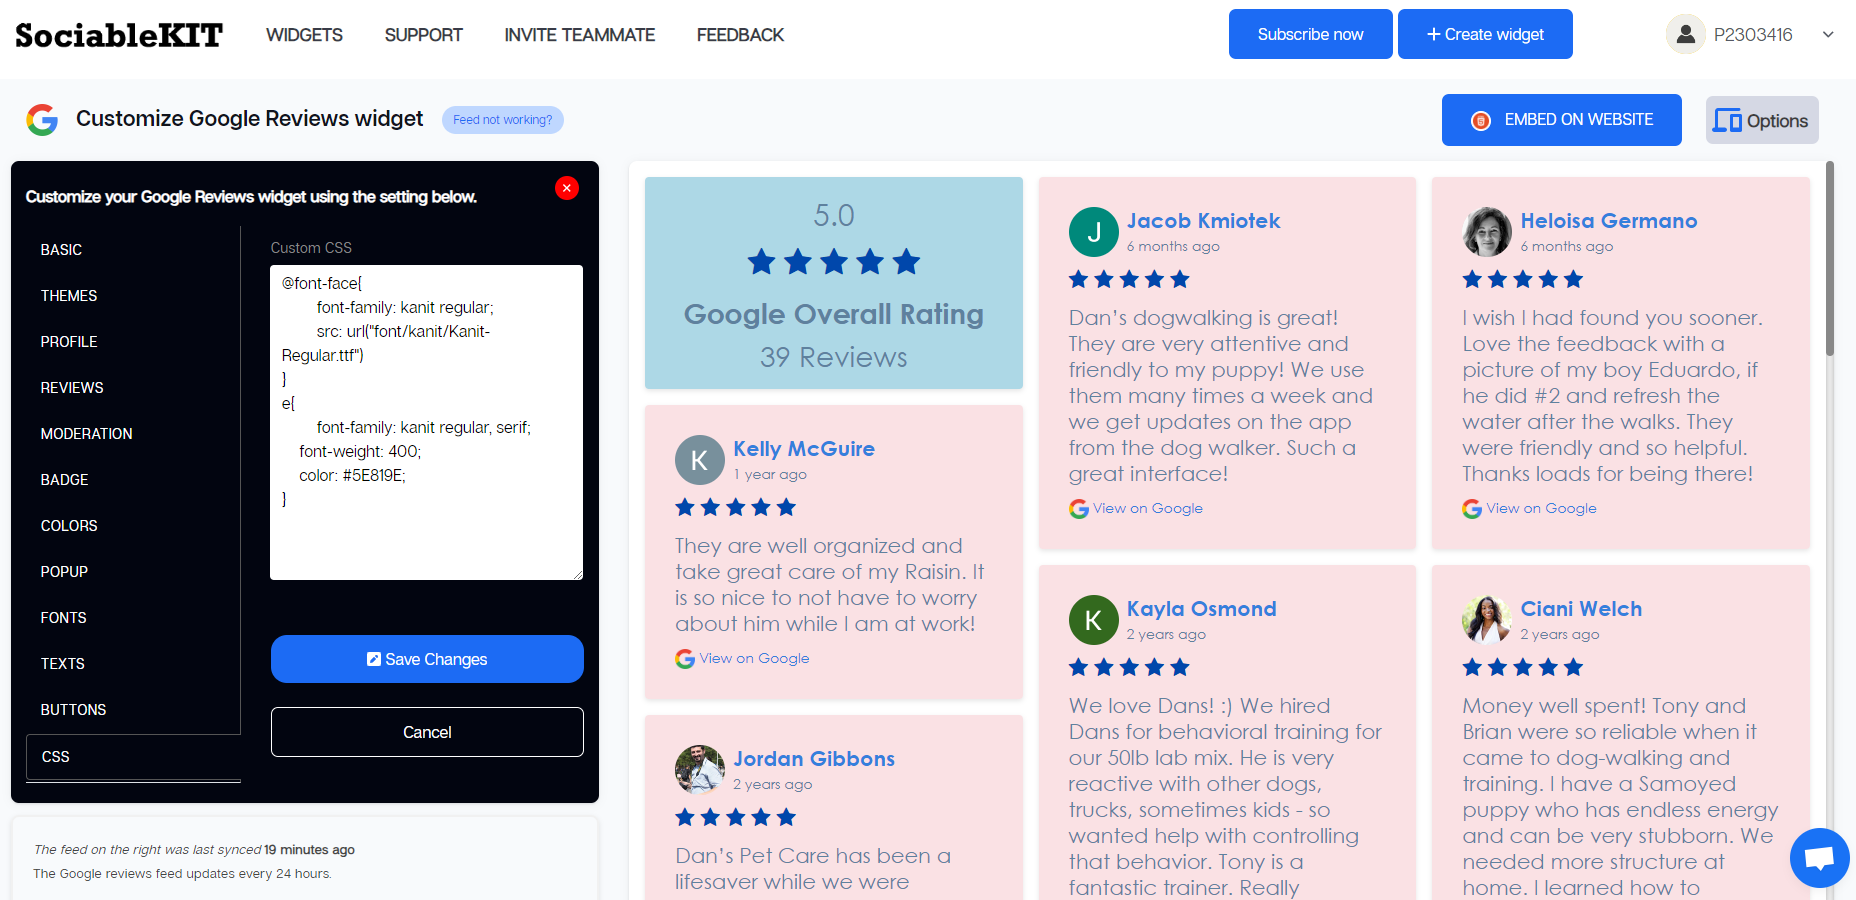 SociableKIT
WIDGETS
SUPPORT
INVITE TEAMMATE
FEEDBACK
Subscribe now
+ Create widget
P2303416
Customize Google Reviews widget
Feed not working?
EMBED ON WEBSITE
Options
Customize your Google Reviews widget using the setting below.
BASIC
THEMES
PROFILE
REVIEWS
MODERATION
BADGE
COLORS
POPUP
FONTS
TEXTS
BUTTONS
CSS
Custom CSS
@font-face{
font-family: kanit regular;
src: url("font/kanit/Kanit-
Regular.ttf")
}
e{
font-family: kanit regular, serif;
font-weight: 400;
color: #5E819E;
}
Save Changes
Cancel
The feed on the right was last synced 19 minutes ago
The Google reviews feed updates every 24 hours.
5.0
Google Overall Rating
39 Reviews
K
Kelly McGuire
1 year ago
They are well organized and
take great care of my Raisin. It
is so nice to not have to worry
about him while I am at work!
View on Google
Jordan Gibbons
2 years ago
Dan's Pet Care has been a
lifesaver while we were
J
Jacob Kmiotek
6 months ago
Dan's dogwalking is great!
They are very attentive and
friendly to my puppy! We use
them many times a week and
we get updates on the app
from the dog walker. Such a
great interface!
View on Google
K
Kayla Osmond
2 years ago
We love Dans! :) We hired
Dans for behavioral training for
our 50lb lab mix. He is very
reactive with other dogs,
trucks, sometimes kids - so
wanted help with controlling
that behavior. Tony is a
fantastic trainer. Really
Heloisa Germano
6 months ago
I wish I had found you sooner.
Love the feedback with a
picture of my boy Eduardo, if
he did #2 and refresh the
water after the walks. They
were friendly and so helpful.
Thanks loads for being there!
View on Google
Ciani Welch
2 years ago
Money well spent! Tony and
Brian were so reliable when it
came to dog-walking and
training. I have a Samoyed
puppy who has endless energy
and can be very stubborn. We
needed more structure at
home. I learned how to